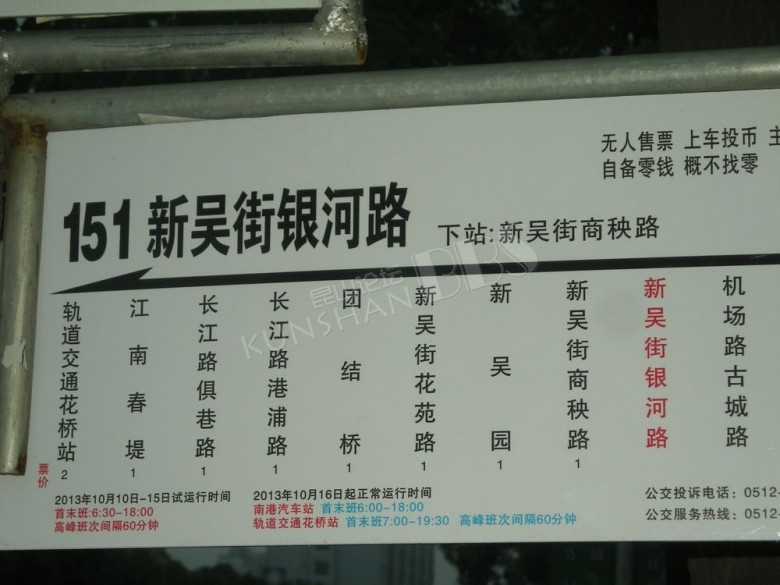 无人售票 上车投币 主
自备零钱 概不找零
151 新吴街银河路 下站:新吴街商秧路
轨道交通花桥站 2
江南春堤 1
长江路俱巷路 1
长江路港浦路 1
团结桥 1
新吴街花苑路 1
新吴园 1
新吴街商秧路 1
新吴街银河路
机场路古城路
票价
2013年10月10日-15日试运行时间
首末班:6:30-18:00
高峰班次间隔60分钟
2013年10月16日起正常运行时间
南港汽车站 首末班6:00-18:00
轨道交通花桥站 首末班7:00-19:30 高峰班次间隔60分钟
公交投诉电话：0512-
公交服务热线：0512-
昆山论坛
KUNSHAN BBS